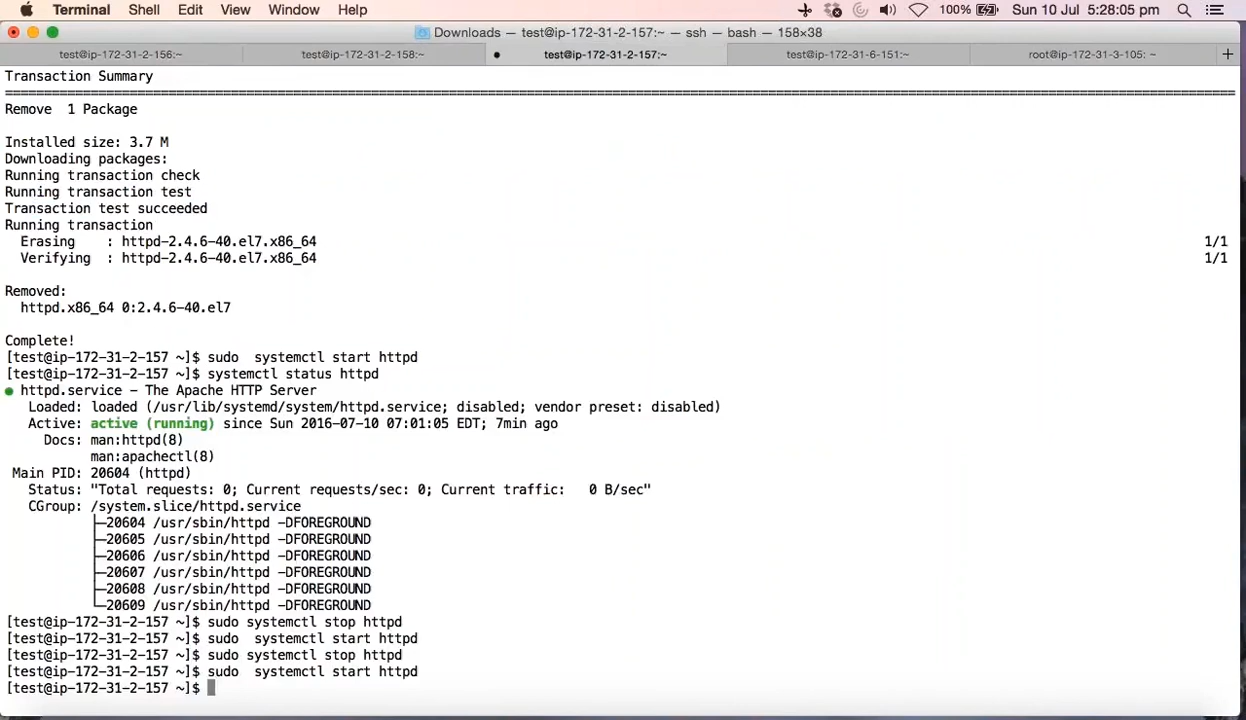 Terminal Shell Edit View Window Help 100% Sun 10 Jul 5:28:05 pm
Downloads — test@ip-172-31-2-157:~ — ssh — bash — 158×38
test@ip-172-31-2-156:~ test@ip-172-31-2-158:~ test@ip-172-31-2-157:~ test@ip-172-31-6-151:~ root@ip-172-31-3-105: ~
Transaction Summary
================================================================================
Remove  1 Package
Installed size: 3.7 M
Downloading packages:
Running transaction check
Running transaction test
Transaction test succeeded
Running transaction
  Erasing    : httpd-2.4.6-40.el7.x86_64 1/1
  Verifying  : httpd-2.4.6-40.el7.x86_64 1/1
Removed:
  httpd.x86_64 0:2.4.6-40.el7
Complete!
[test@ip-172-31-2-157 ~]$ sudo  systemctl start httpd
[test@ip-172-31-2-157 ~]$ systemctl status httpd
● httpd.service - The Apache HTTP Server
   Loaded: loaded (/usr/lib/systemd/system/httpd.service; disabled; vendor preset: disabled)
   Active: active (running) since Sun 2016-07-10 07:01:05 EDT; 7min ago
     Docs: man:httpd(8)
           man:apachectl(8)
 Main PID: 20604 (httpd)
   Status: "Total requests: 0; Current requests/sec: 0; Current traffic:   0 B/sec"
   CGroup: /system.slice/httpd.service
           ├─20604 /usr/sbin/httpd -DFOREGROUND
           ├─20605 /usr/sbin/httpd -DFOREGROUND
           ├─20606 /usr/sbin/httpd -DFOREGROUND
           ├─20607 /usr/sbin/httpd -DFOREGROUND
           ├─20608 /usr/sbin/httpd -DFOREGROUND
           └─20609 /usr/sbin/httpd -DFOREGROUND
[test@ip-172-31-2-157 ~]$ sudo systemctl stop httpd
[test@ip-172-31-2-157 ~]$ sudo  systemctl start httpd
[test@ip-172-31-2-157 ~]$ sudo systemctl stop httpd
[test@ip-172-31-2-157 ~]$ sudo  systemctl start httpd
[test@ip-172-31-2-157 ~]$